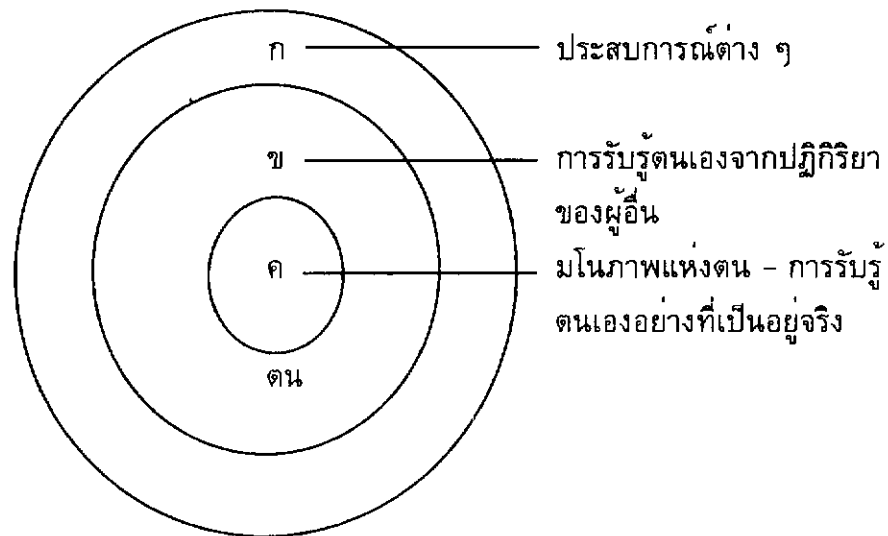 ก ประสบการณ์ต่าง ๆ
ข การรับรู้ตนเองจากปฏิกิริยา
ของผู้อื่น
ค มโนภาพแห่งตน - การรับรู้
ตนเองอย่างที่เป็นอยู่จริง
ตน